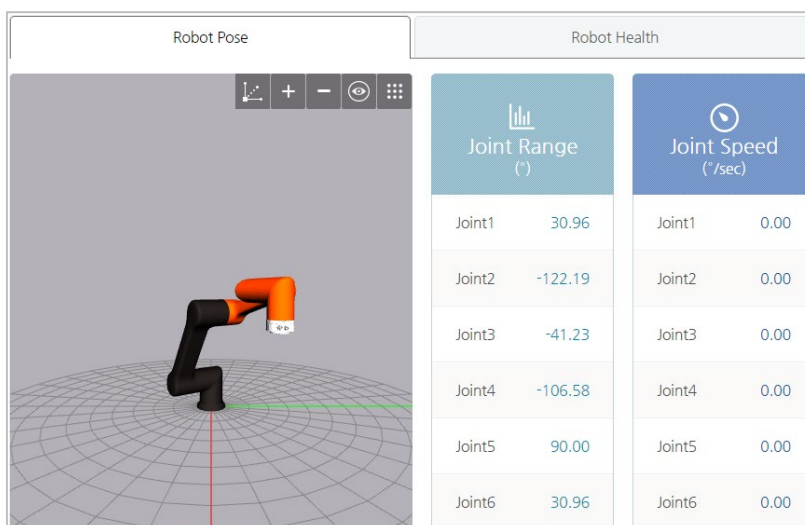 Robot Pose
Robot Health
Joint Range
(°)
Joint1 30.96
Joint2 -122.19
Joint3 -41.23
Joint4 -106.58
Joint5 90.00
Joint6 30.96
Joint Speed
(°/sec)
Joint1 0.00
Joint2 0.00
Joint3 0.00
Joint4 0.00
Joint5 0.00
Joint6 0.00